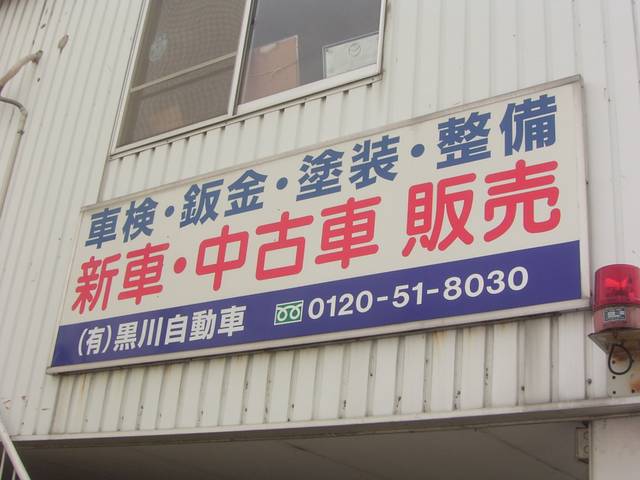 車検・鈑金・塗装・整備
新車・中古車 販売
(有)黒川自動車 0120-51-8030